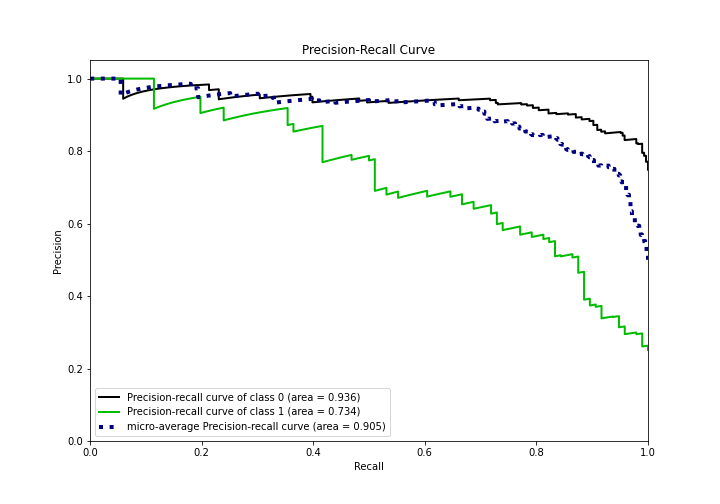 Precision-Recall Curve
1.0
0.8
0.6
0.4
0.2
0.0
Precision
Precision-recall curve of class 0 (area = 0.936)
Precision-recall curve of class 1 (area = 0.734)
micro-average Precision-recall curve (area = 0.905)
0.0 0.2 0.4 0.6 0.8 1.0
Recall